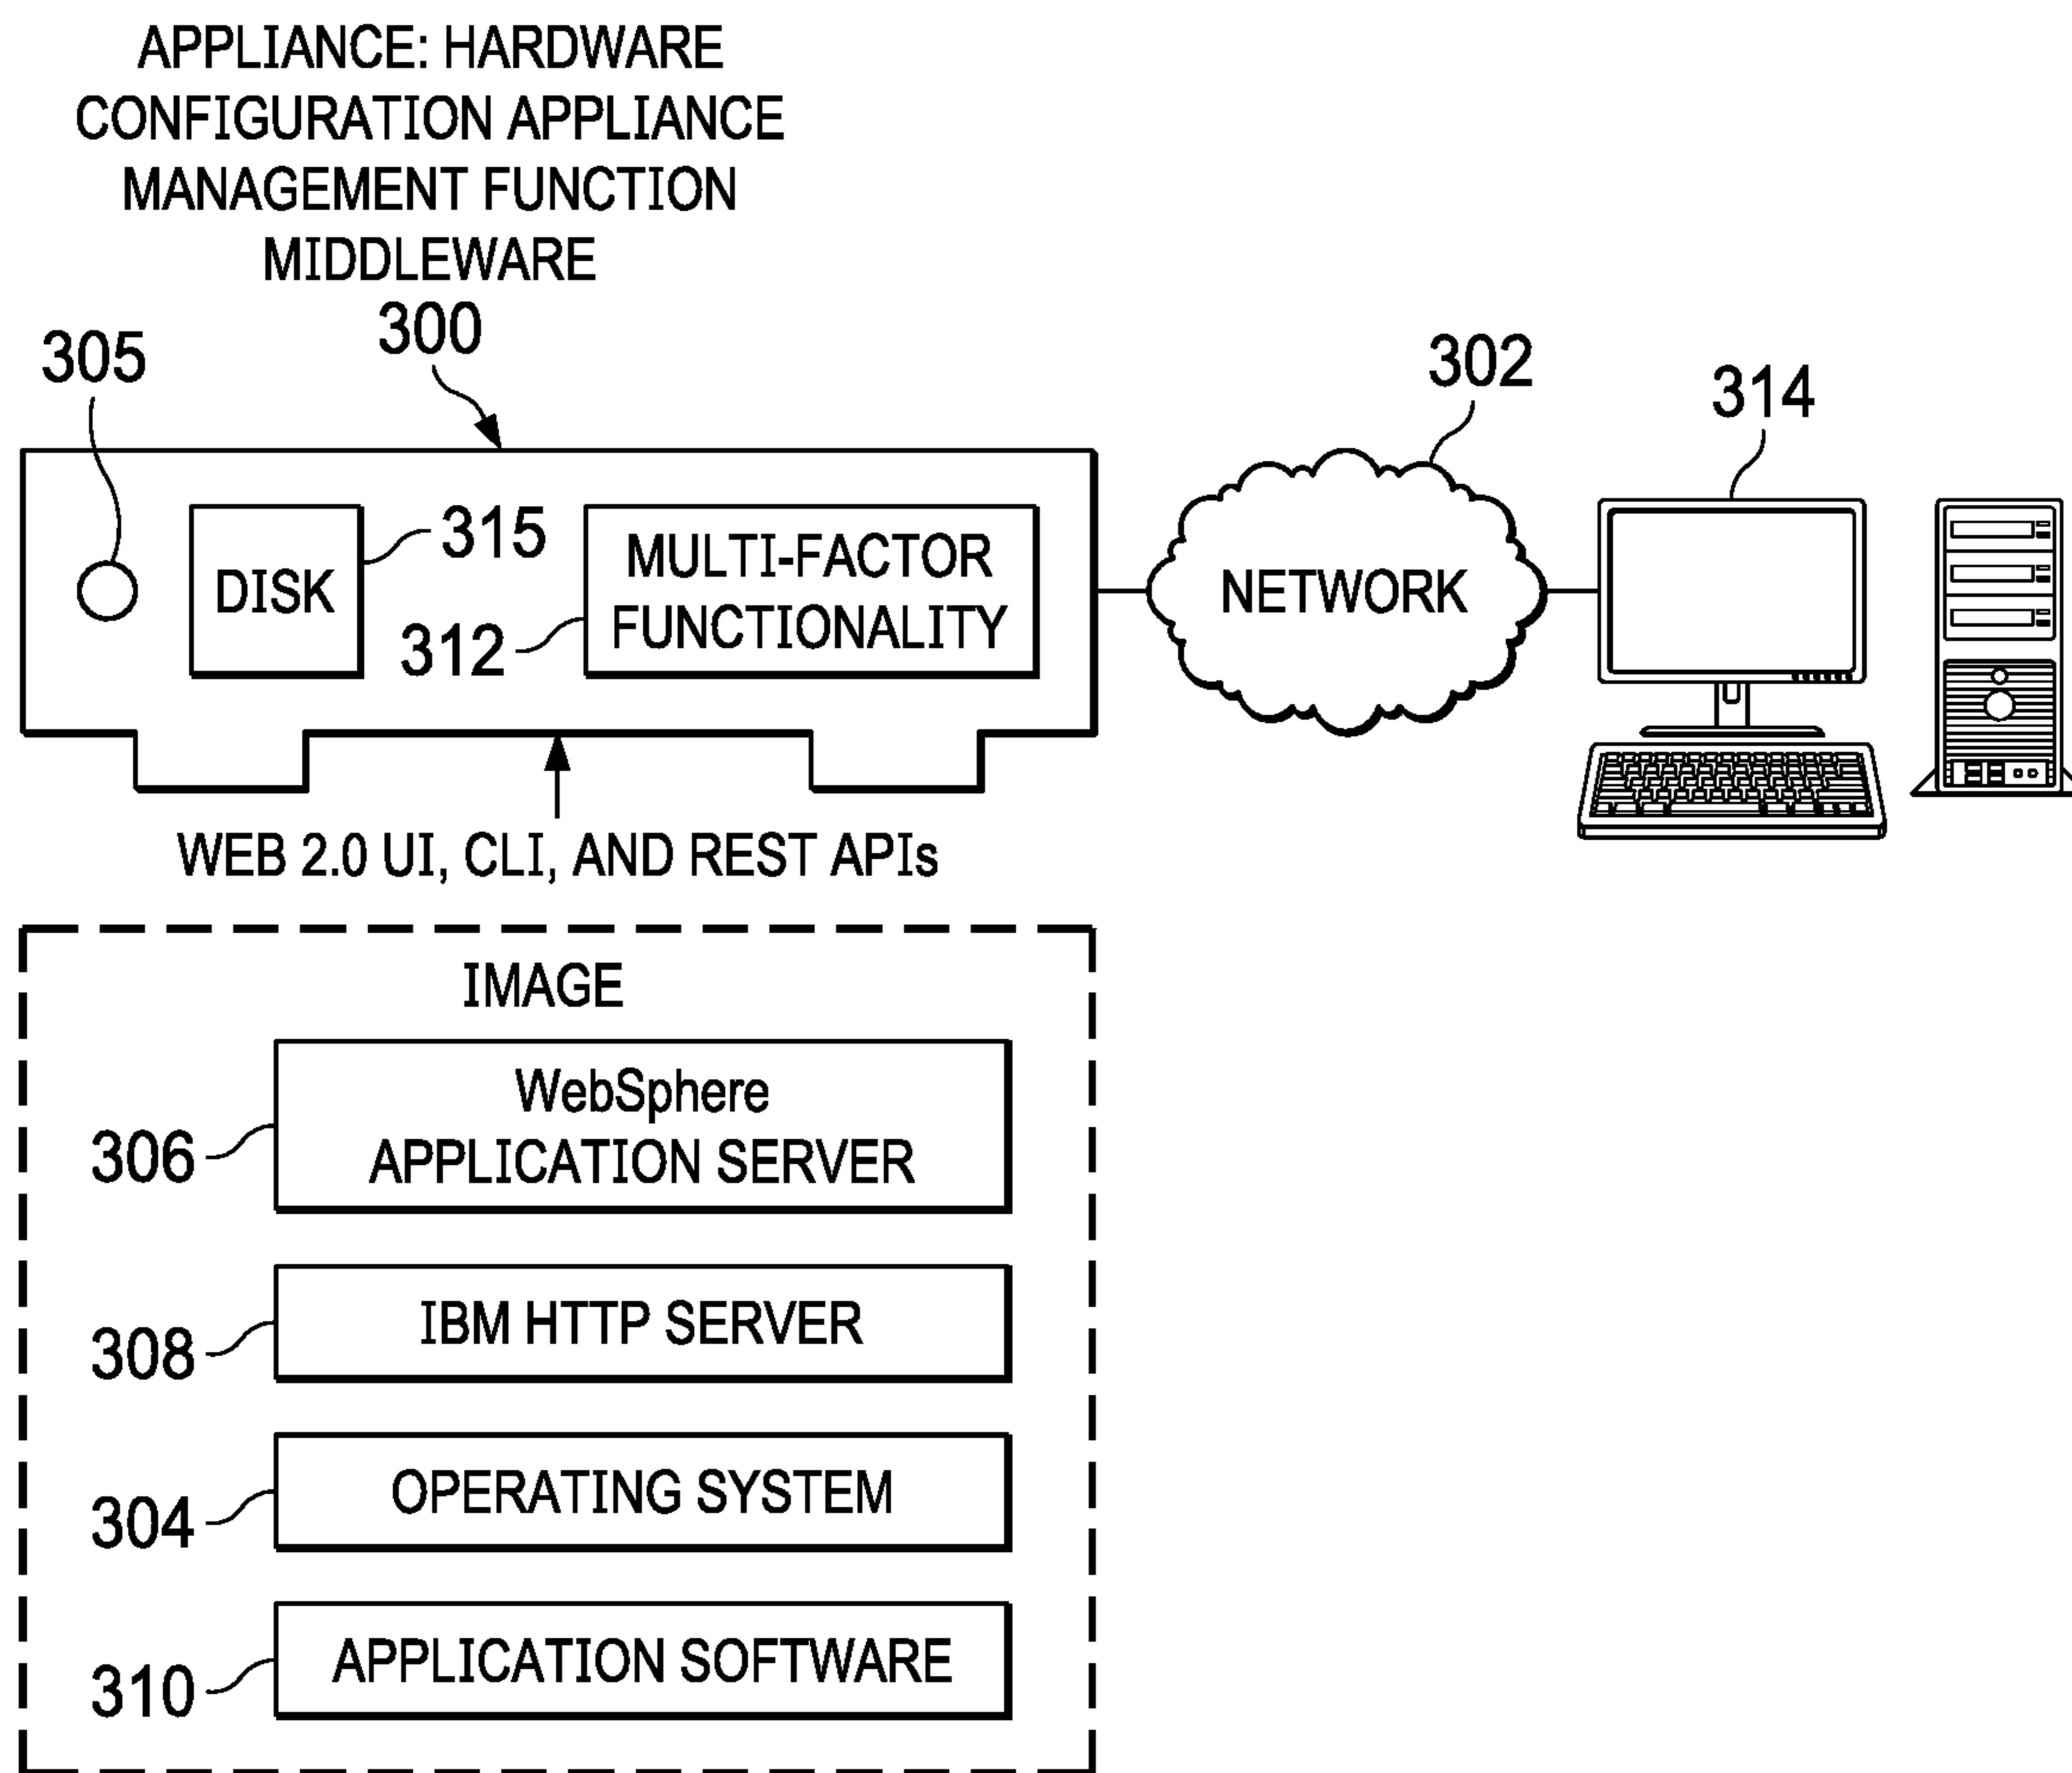 APPLIANCE: HARDWARE
CONFIGURATION APPLIANCE
MANAGEMENT FUNCTION
MIDDLEWARE
300
305
302
314
DISK
315
312
MULTI-FACTOR
FUNCTIONALITY
NETWORK
WEB 2.0 UI, CLI, AND REST APIs
IMAGE
306
WebSphere
APPLICATION SERVER
308
IBM HTTP SERVER
304
OPERATING SYSTEM
310
APPLICATION SOFTWARE